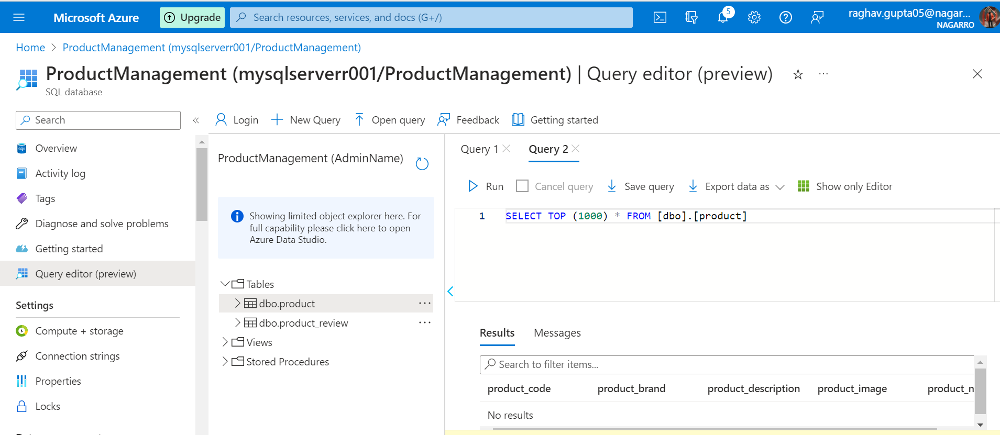 Microsoft Azure
Upgrade
Search resources, services, and docs (G+/)
5
raghav.gupta05@nagar...
NAGARRO
Home > ProductManagement (mysqlserverr001/ProductManagement)
ProductManagement (mysqlserverr001/ProductManagement) | Query editor (preview)
SQL database
Search
Login
New Query
Open query
Feedback
Getting started
SQL
Overview
Activity log
Tags
Diagnose and solve problems
Getting started
Query editor (preview)
Settings
Compute + storage
Connection strings
Properties
Locks
ProductManagement (AdminName)
Showing limited object explorer here. For
full capability please click here to open
Azure Data Studio.
Tables
dbo.product
dbo.product_review
Views
Stored Procedures
Query 1
Query 2
Run
Cancel query
Save query
Export data as
Show only Editor
1 SELECT TOP (1000) * FROM [dbo].[product]
Results
Messages
Search to filter items...
product_code product_brand product_description product_image product_n
No results